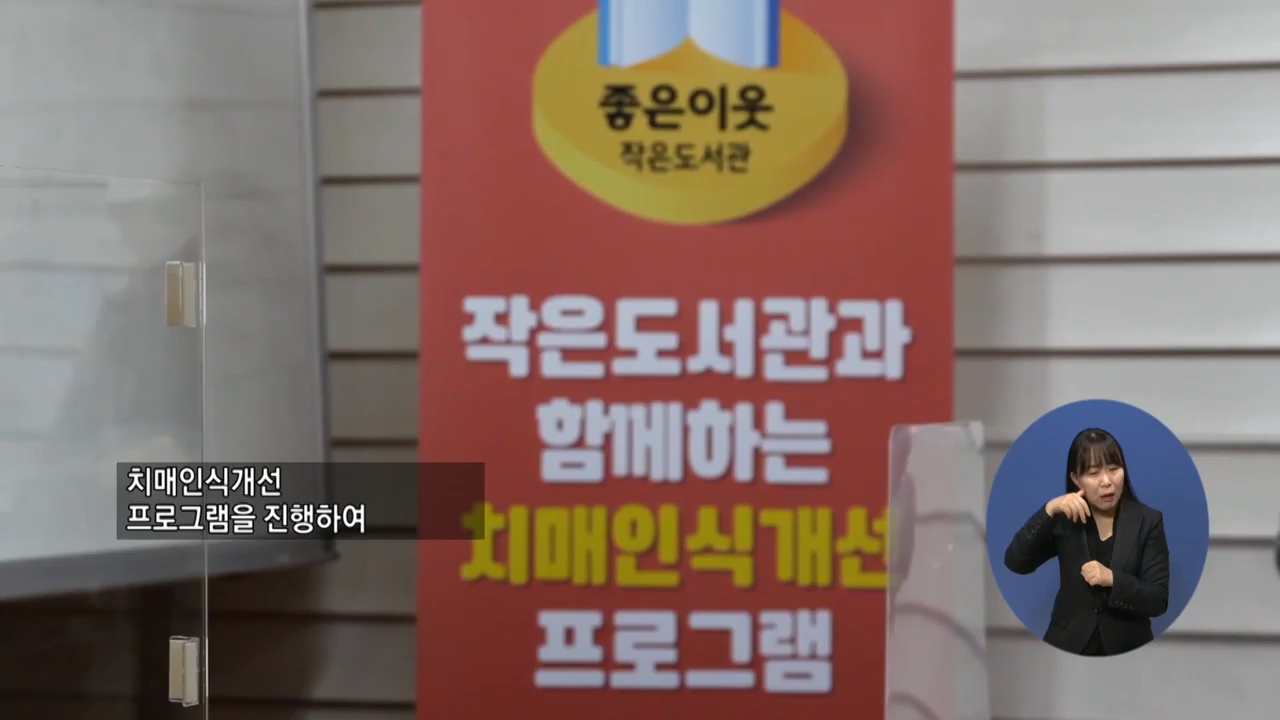 좋은이웃
작은도서관
작은도서관과
함께하는
치매인식개선
프로그램
치매인식개선
프로그램을 진행하여